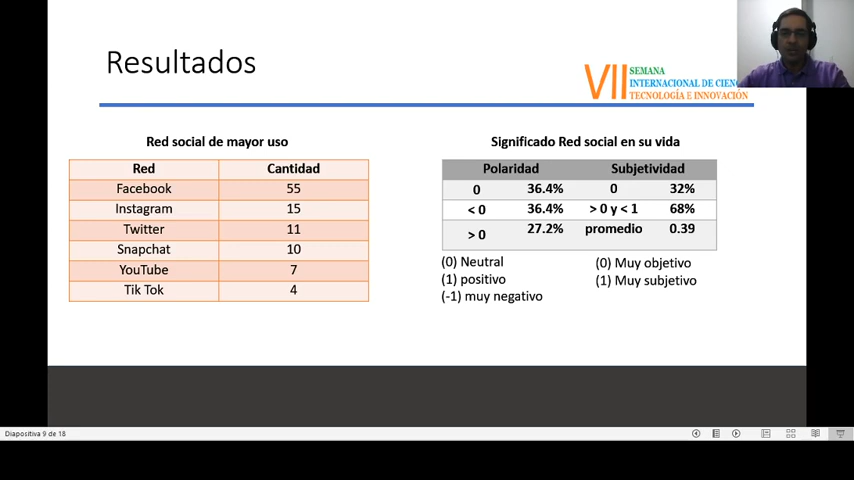 Resultados
VII SEMANA
INTERNACIONAL DE CIENC
TECNOLOGÍA E INNOVACIÓN
Red social de mayor uso
Red Cantidad
Facebook 55
Instagram 15
Twitter 11
Snapchat 10
YouTube 7
Tik Tok 4
Significado Red social en su vida
Polaridad Subjetividad
0 36.4% 0 32%
< 0 36.4% > 0 y < 1 68%
> 0 27.2% promedio 0.39
(0) Neutral
(1) positivo
(-1) muy negativo
(0) Muy objetivo
(1) Muy subjetivo
Diapositiva 9 de 18